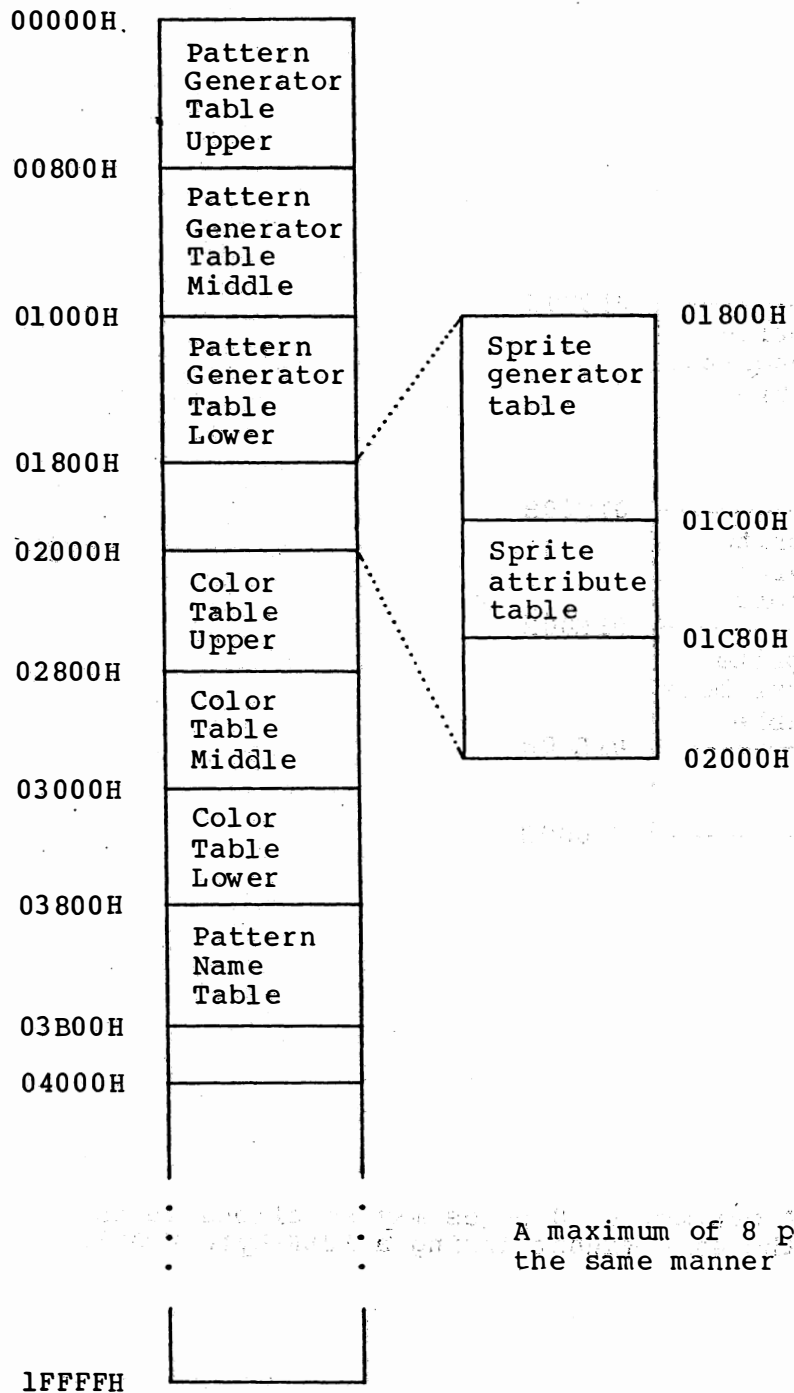 00000H
Pattern
Generator
Table
Upper
00800H
Pattern
Generator
Table
Middle
01000H
Pattern
Generator
Table
Lower
01800H
02000H
Color
Table
Upper
02800H
Color
Table
Middle
03000H
Color
Table
Lower
03800H
Pattern
Name
Table
03B00H
04000H
1FFFFH
01800H
Sprite
generator
table
01C00H
Sprite
attribute
table
01C80H
02000H
A maximum of 8 p
the same manner